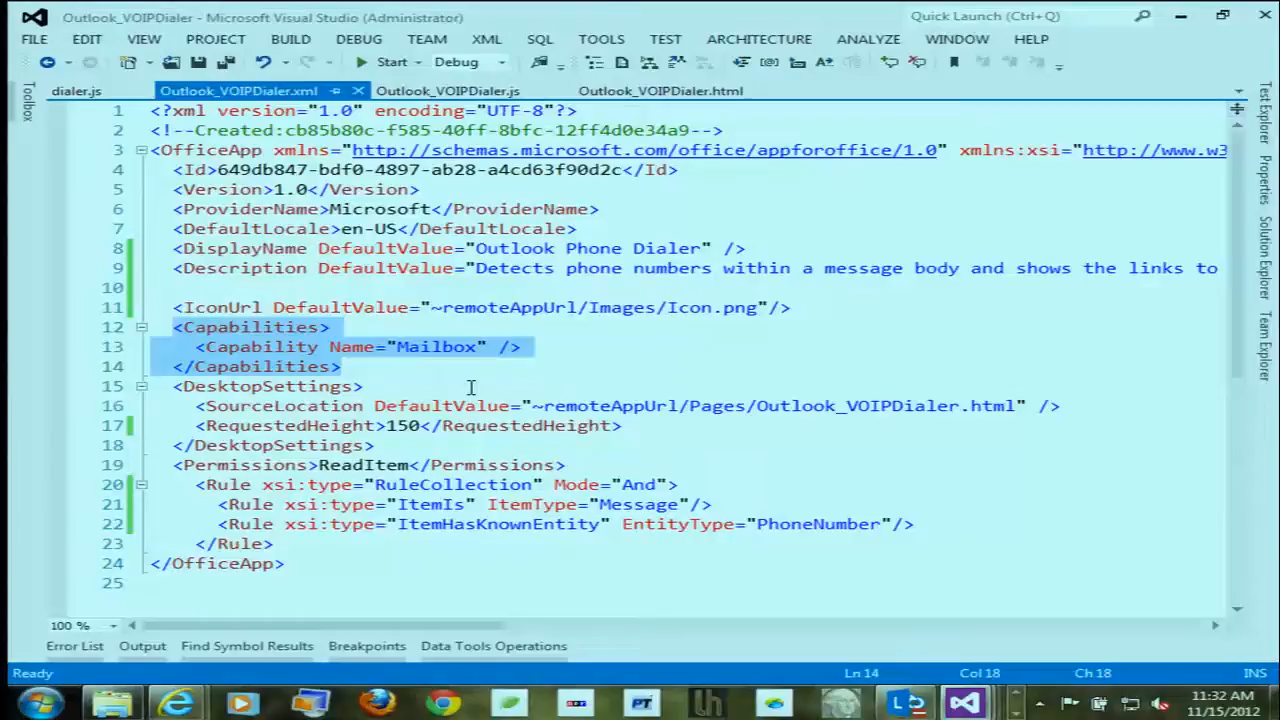 Outlook_VOIPDialer - Microsoft Visual Studio (Administrator)
Quick Launch (Ctrl+Q)
FILE EDIT VIEW PROJECT BUILD DEBUG TEAM XML SQL TOOLS TEST ARCHITECTURE ANALYZE WINDOW HELP
Start Debug
Toolbox
dialer.js Outlook_VOIPDialer.xml Outlook_VOIPDialer.js Outlook_VOIPDialer.html
1 <?xml version="1.0" encoding="UTF-8"?>
2 <!--Created:cb85b80c-f585-40ff-8bfc-12ff4d0e34a9-->
3 <OfficeApp xmlns="http://schemas.microsoft.com/office/appforoffice/1.0" xmlns:xsi="http://www.w3
4 <Id>649db847-bdf0-4897-ab28-a4cd63f90d2c</Id>
5 <Version>1.0</Version>
6 <ProviderName>Microsoft</ProviderName>
7 <DefaultLocale>en-US</DefaultLocale>
8 <DisplayName DefaultValue="Outlook Phone Dialer" />
9 <Description DefaultValue="Detects phone numbers within a message body and shows the links to
10
11 <IconUrl DefaultValue="~remoteAppUrl/Images/Icon.png"/>
12 <Capabilities>
13 <Capability Name="Mailbox" />
14 </Capabilities>
15 <DesktopSettings>
16 <SourceLocation DefaultValue="~remoteAppUrl/Pages/Outlook_VOIPDialer.html" />
17 <RequestedHeight>150</RequestedHeight>
18 </DesktopSettings>
19 <Permissions>ReadItem</Permissions>
20 <Rule xsi:type="RuleCollection" Mode="And">
21 <Rule xsi:type="ItemIs" ItemType="Message"/>
22 <Rule xsi:type="ItemHasKnownEntity" EntityType="PhoneNumber"/>
23 </Rule>
24 </OfficeApp>
25
Test Explorer
Properties
Solution Explorer
Team Explorer
100 %
Error List Output Find Symbol Results Breakpoints Data Tools Operations
Ready Ln 14 Col 18 Ch 18 INS
PT
11:32 AM
11/15/2012